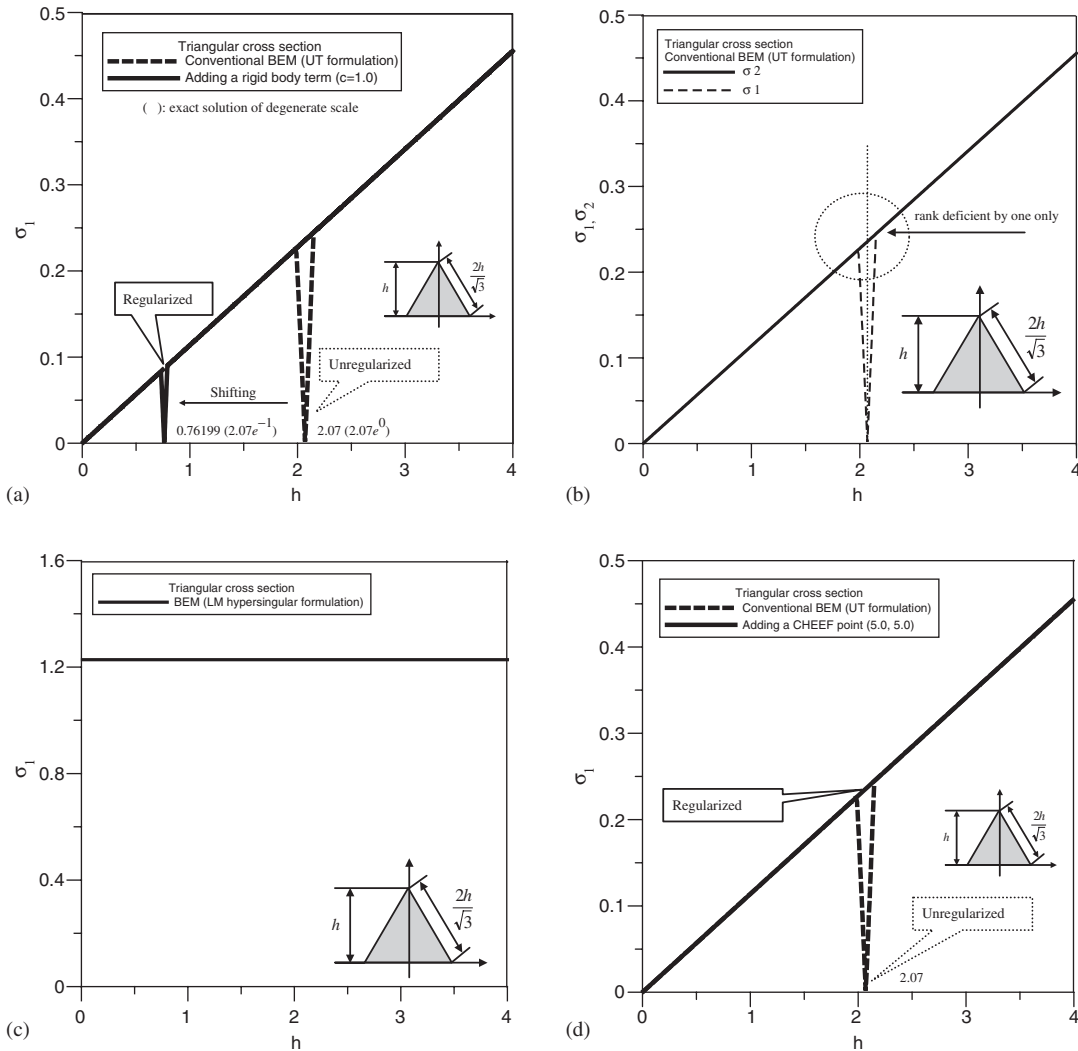 0.5
0.4
0.3
0.2
0.1
0
σ1
Triangular cross section
Conventional BEM (UT formulation)
Adding a rigid body term (c=1.0)
( ): exact solution of degenerate scale
Regularized
h
2h
√3
Unregularized
Shifting
0.76199 (2.07e^-1)
2.07 (2.07e^0)
0 1 2 3 4
h
(a)
0.5
0.4
0.3
0.2
0.1
0
σ1, σ2
Triangular cross section
Conventional BEM (UT formulation)
σ 2
σ 1
rank deficient by one only
h
2h
√3
0 1 2 3 4
h
(b)
1.6
1.2
0.8
0.4
0
σ1
Triangular cross section
BEM (LM hypersingular formulation)
h
2h
√3
0 1 2 3 4
h
(c)
0.5
0.4
0.3
0.2
0.1
0
σ1
Triangular cross section
Conventional BEM (UT formulation)
Adding a CHEEF point (5.0, 5.0)
Regularized
h
2h
√3
Unregularized
2.07
0 1 2 3 4
h
(d)